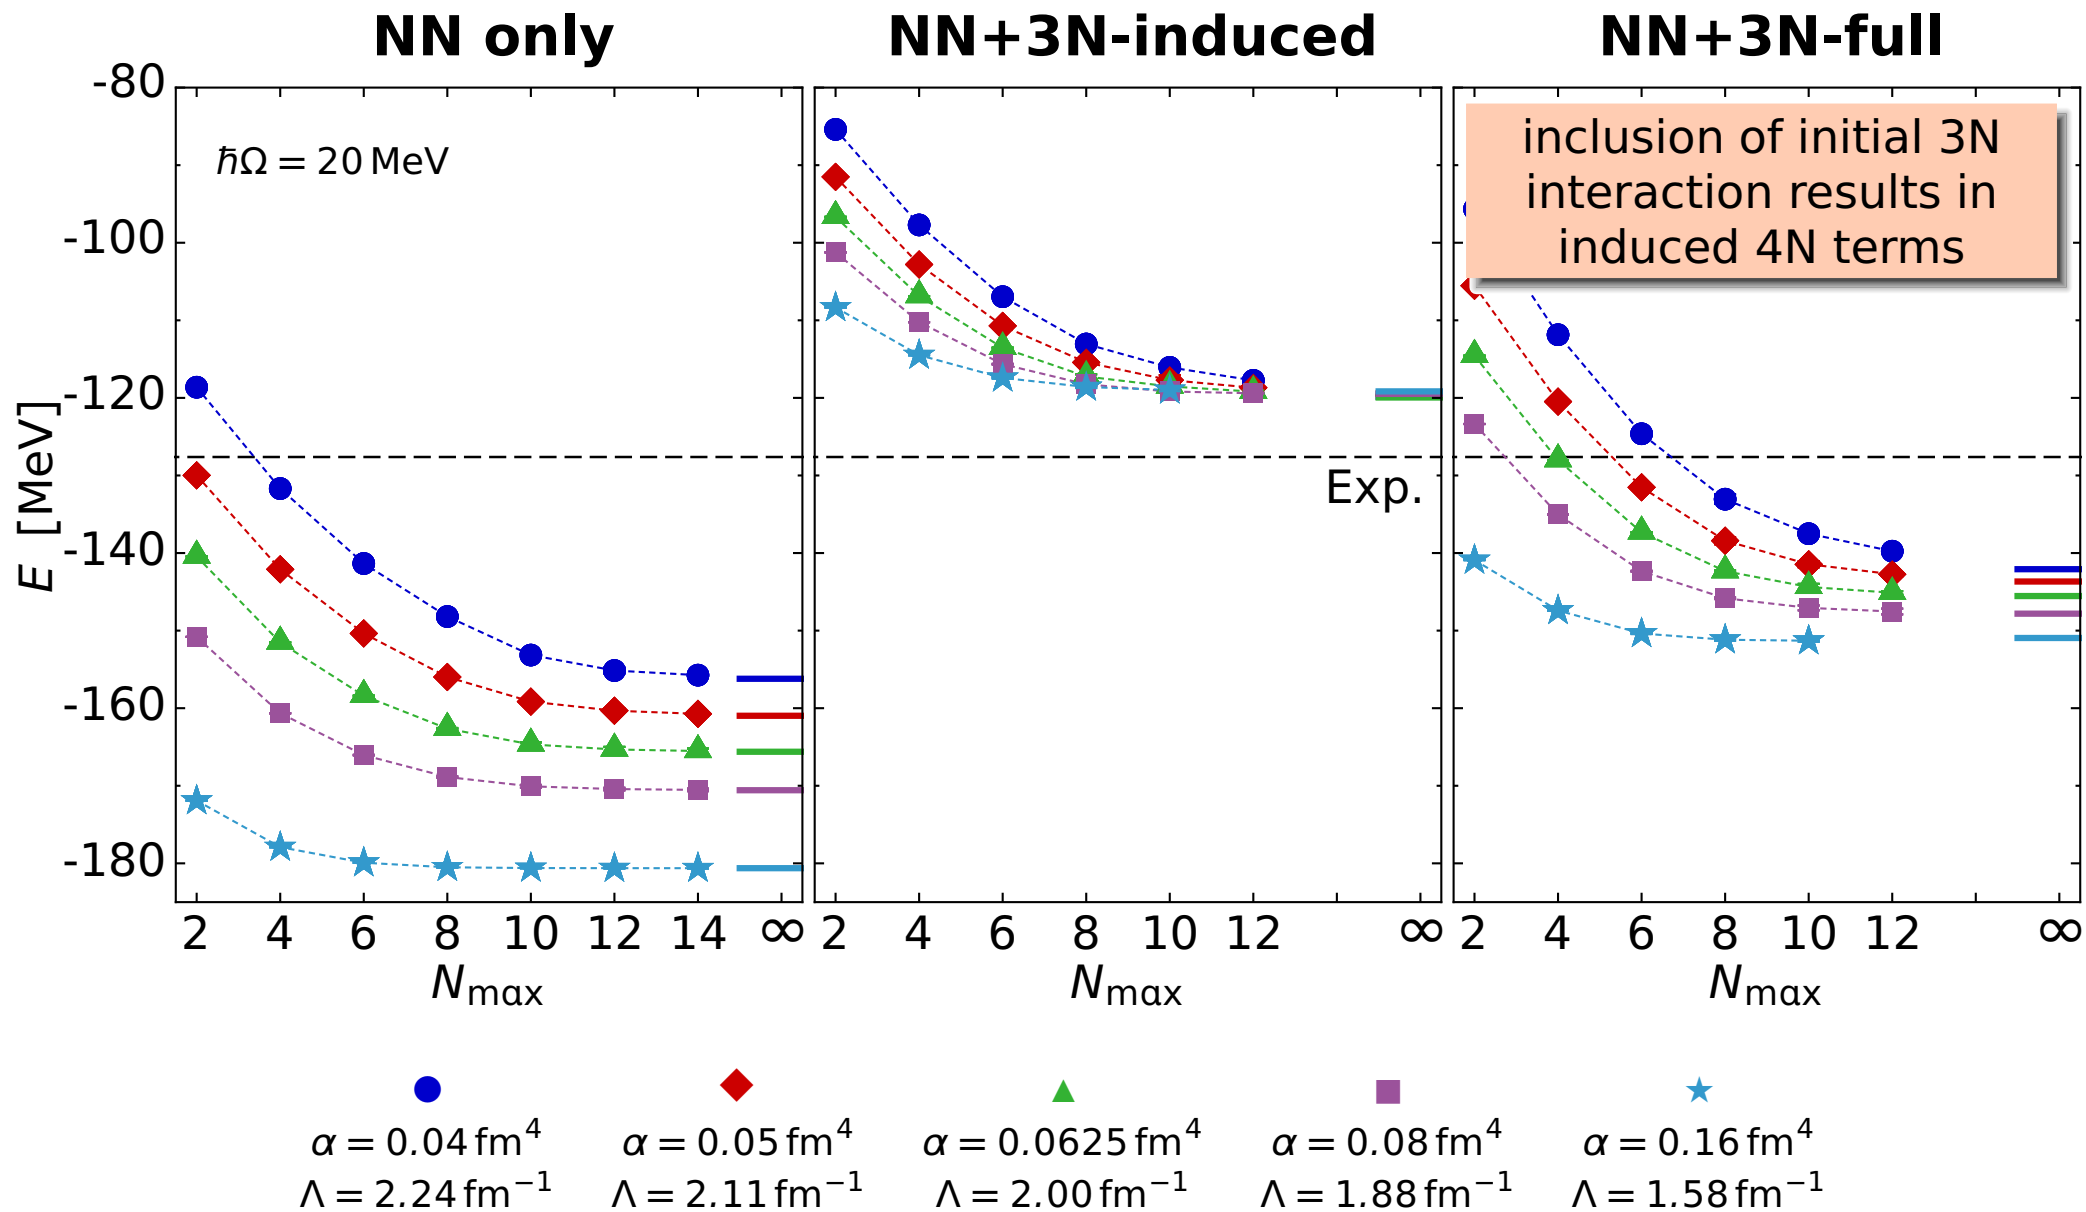 NN only
NN+3N-induced
NN+3N-full
-80
-100
-120
-140
-160
-180
E [MeV]
ℏΩ = 20 MeV
Exp.
inclusion of initial 3N
interaction results in
induced 4N terms
2 4 6 8 10 12 14 ∞
2 4 6 8 10 12 ∞
2 4 6 8 10 12 ∞
Nmax
Nmax
Nmax
α = 0.04 fm⁴
Λ = 2.24 fm⁻¹
α = 0.05 fm⁴
Λ = 2.11 fm⁻¹
α = 0.0625 fm⁴
Λ = 2.00 fm⁻¹
α = 0.08 fm⁴
Λ = 1.88 fm⁻¹
α = 0.16 fm⁴
Λ = 1.58 fm⁻¹